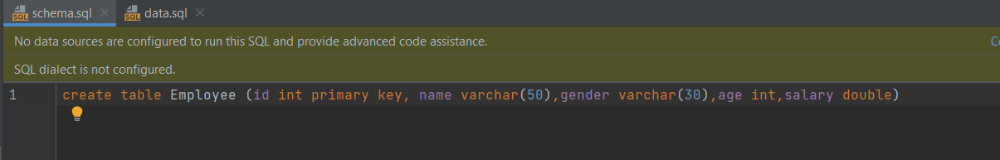 schema.sql data.sql
No data sources are configured to run this SQL and provide advanced code assistance.
SQL dialect is not configured.
1 create table Employee (id int primary key, name varchar(50),gender varchar(30),age int,salary double)